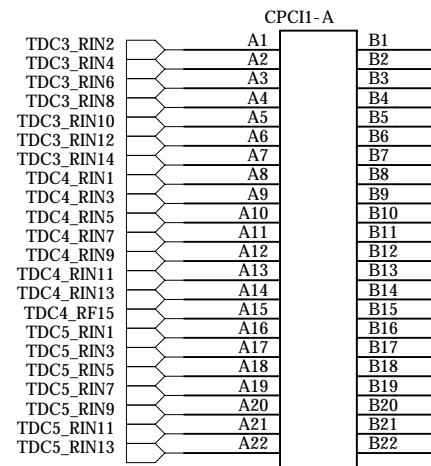 CPCI1-A
TDC3_RIN2 A1 B1
TDC3_RIN4 A2 B2
TDC3_RIN6 A3 B3
TDC3_RIN8 A4 B4
TDC3_RIN10 A5 B5
TDC3_RIN12 A6 B6
TDC3_RIN14 A7 B7
TDC4_RIN1 A8 B8
TDC4_RIN3 A9 B9
TDC4_RIN5 A10 B10
TDC4_RIN7 A11 B11
TDC4_RIN9 A12 B12
TDC4_RIN11 A13 B13
TDC4_RIN13 A14 B14
TDC4_RF15 A15 B15
TDC5_RIN1 A16 B16
TDC5_RIN3 A17 B17
TDC5_RIN5 A18 B18
TDC5_RIN7 A19 B19
TDC5_RIN9 A20 B20
TDC5_RIN11 A21 B21
TDC5_RIN13 A22 B22